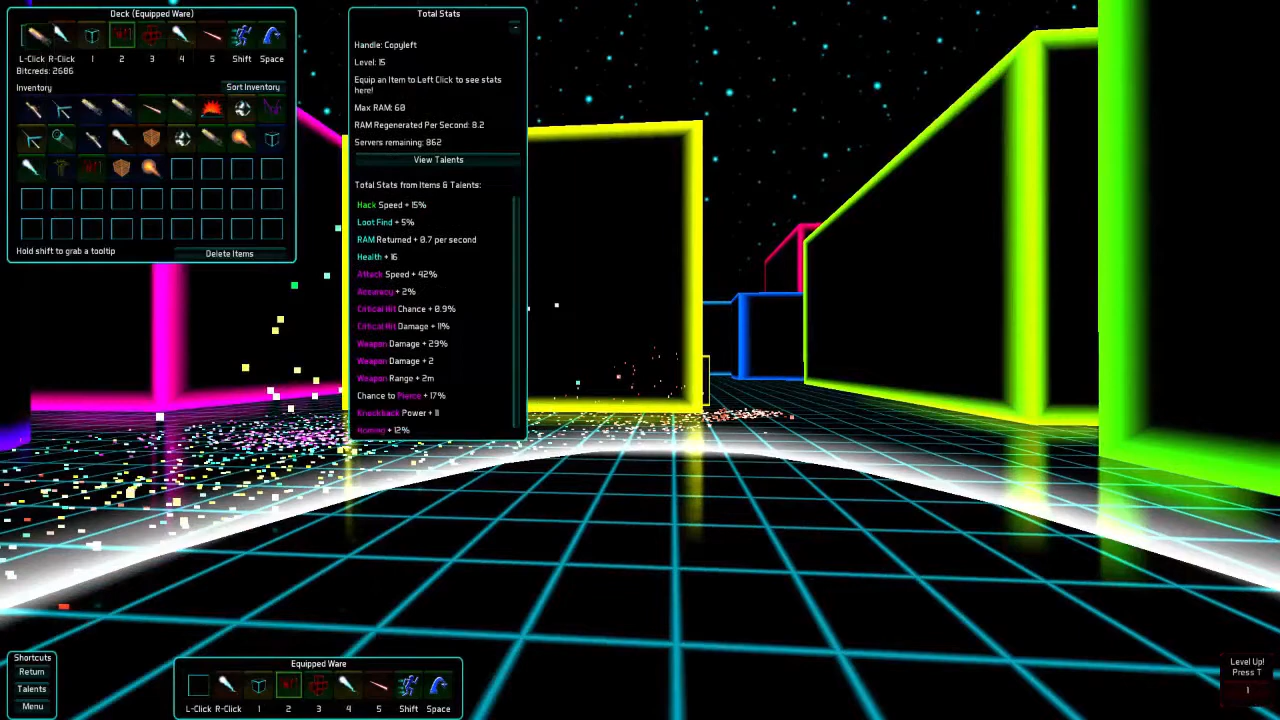 Deck (Equipped Ware)
L-Click R-Click 1 2 3 4 5 Shift Space
Bitcreds: 2686
Inventory
Sort Inventory
Hold shift to grab a tooltip
Delete Items
Total Stats
-
Handle: Copyleft
Level: 15
Equip an Item to Left Click to see stats
here!
Max RAM: 60
RAM Regenerated Per Second: 8.2
Servers remaining: 862
View Talents
Total Stats from Items & Talents:
Hack Speed + 15%
Loot Find + 5%
RAM Returned + 0.7 per second
Health + 16
Attack Speed + 42%
Accuracy + 2%
Critical Hit Chance + 0.9%
Critical Hit Damage + 11%
Weapon Damage + 29%
Weapon Damage + 2
Weapon Range + 2m
Chance to Pierce + 17%
Knockback Power + 11
Homing + 12%
Shortcuts
Return
Talents
Menu
Equipped Ware
L-Click R-Click 1 2 3 4 5 Shift Space
Level Up!
Press T
1